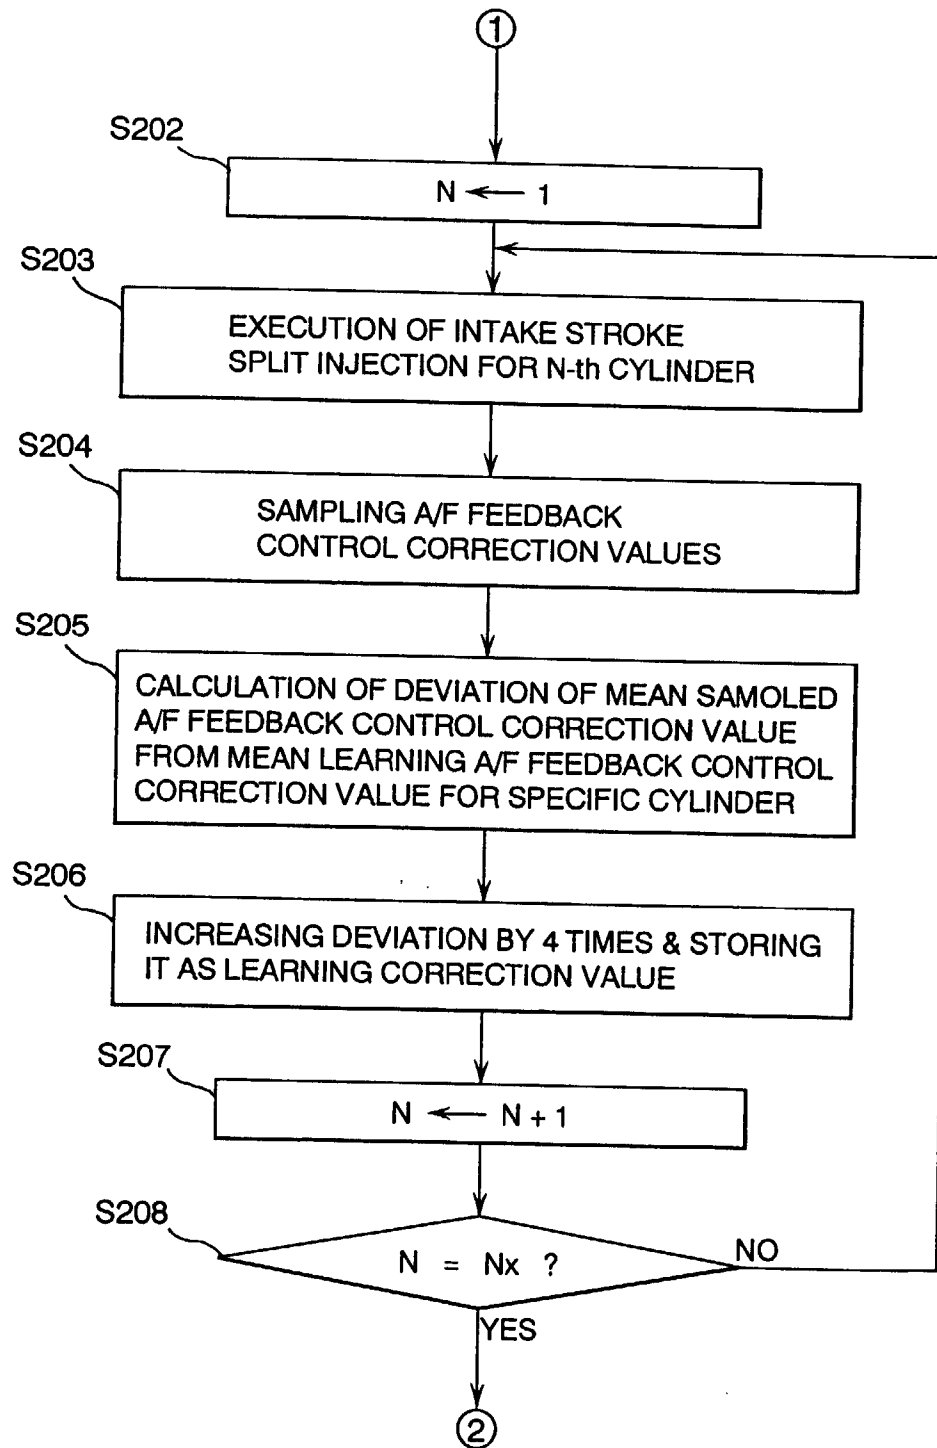 1
S202
N ← 1
S203
EXECUTION OF INTAKE STROKE
SPLIT INJECTION FOR N-th CYLINDER
S204
SAMPLING A/F FEEDBACK
CONTROL CORRECTION VALUES
S205
CALCULATION OF DEVIATION OF MEAN SAMOLED
A/F FEEDBACK CONTROL CORRECTION VALUE
FROM MEAN LEARNING A/F FEEDBACK CONTROL
CORRECTION VALUE FOR SPECIFIC CYLINDER
S206
INCREASING DEVIATION BY 4 TIMES & STORING
IT AS LEARNING CORRECTION VALUE
S207
N ← N + 1
S208
N = Nx ?
NO
YES
2